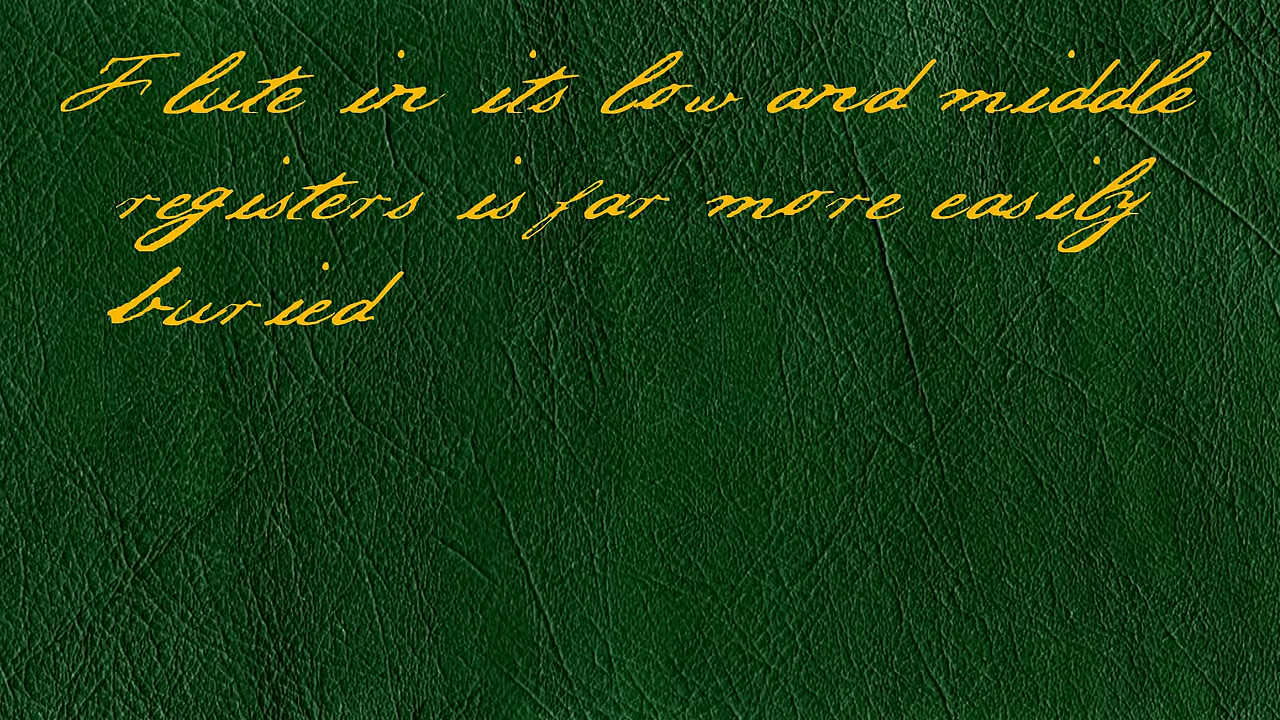 Flute in its low and middle
registers is far more easily
buried